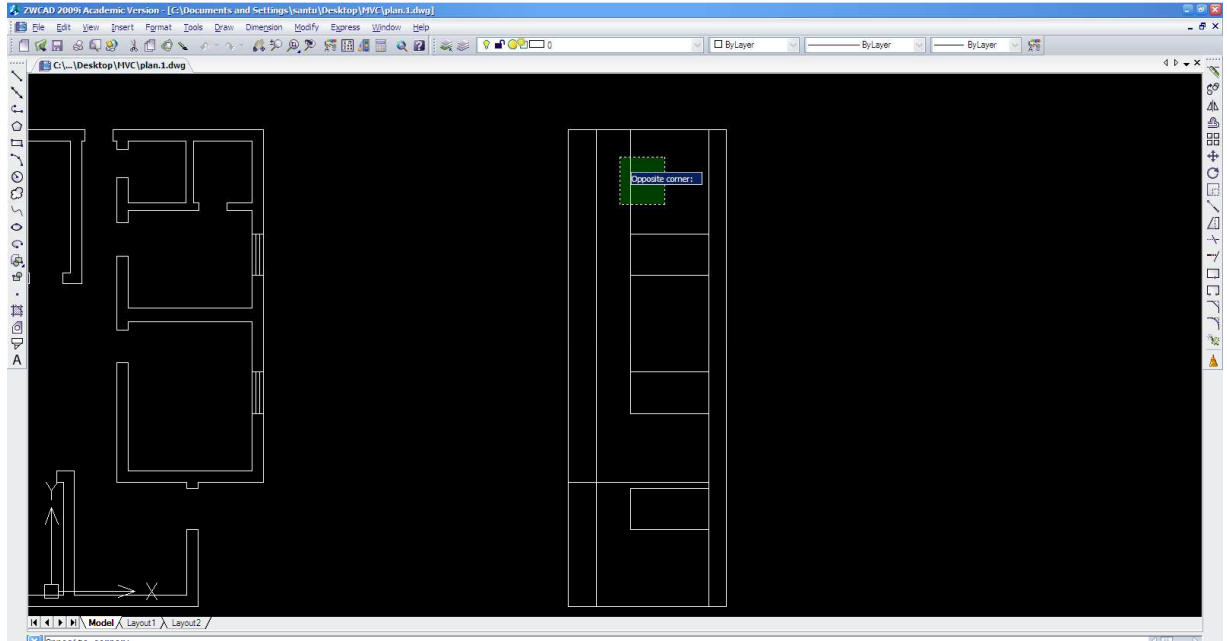 ZWCAD 2009i Academic Version - [C:\Documents and Settings\santu\Desktop\MVC\plan.1.dwg]
File Edit View Insert Format Tools Draw Dimension Modify Express Window Help
0 ByLayer ByLayer ByLayer
C:\...\Desktop\MVC\plan.1.dwg
Opposite corner:
A
Y
X
Model Layout1 Layout2